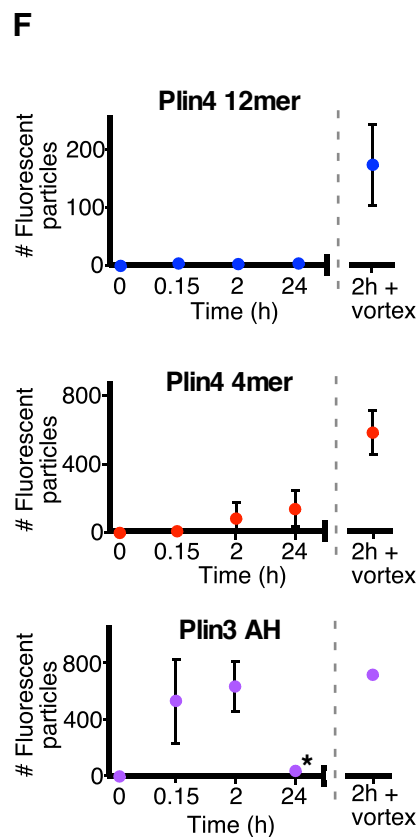 F
Plin4 12mer
# Fluorescent
particles
200
100
0
0 0.15 2 24 2h +
vortex
Time (h)
Plin4 4mer
# Fluorescent
particles
800
400
0
0 0.15 2 24 2h +
vortex
Time (h)
Plin3 AH
# Fluorescent
particles
800
400
0
*
0 0.15 2 24 2h +
vortex
Time (h)